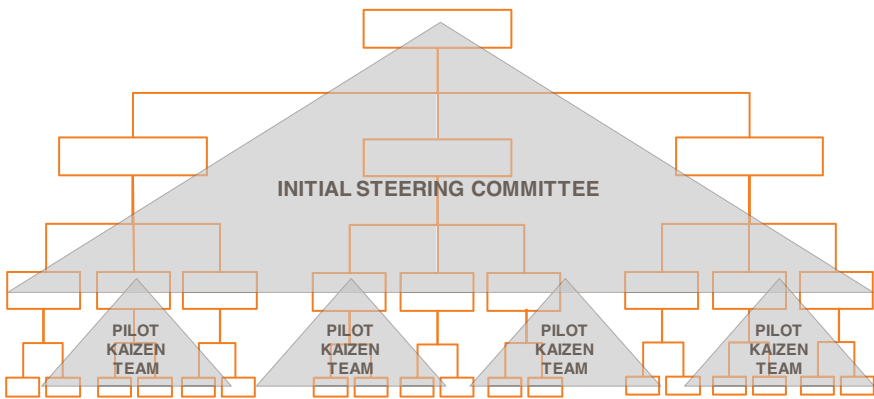 INITIAL STEERING COMMITTEE
PILOT
KAIZEN
TEAM
PILOT
KAIZEN
TEAM
PILOT
KAIZEN
TEAM
PILOT
KAIZEN
TEAM